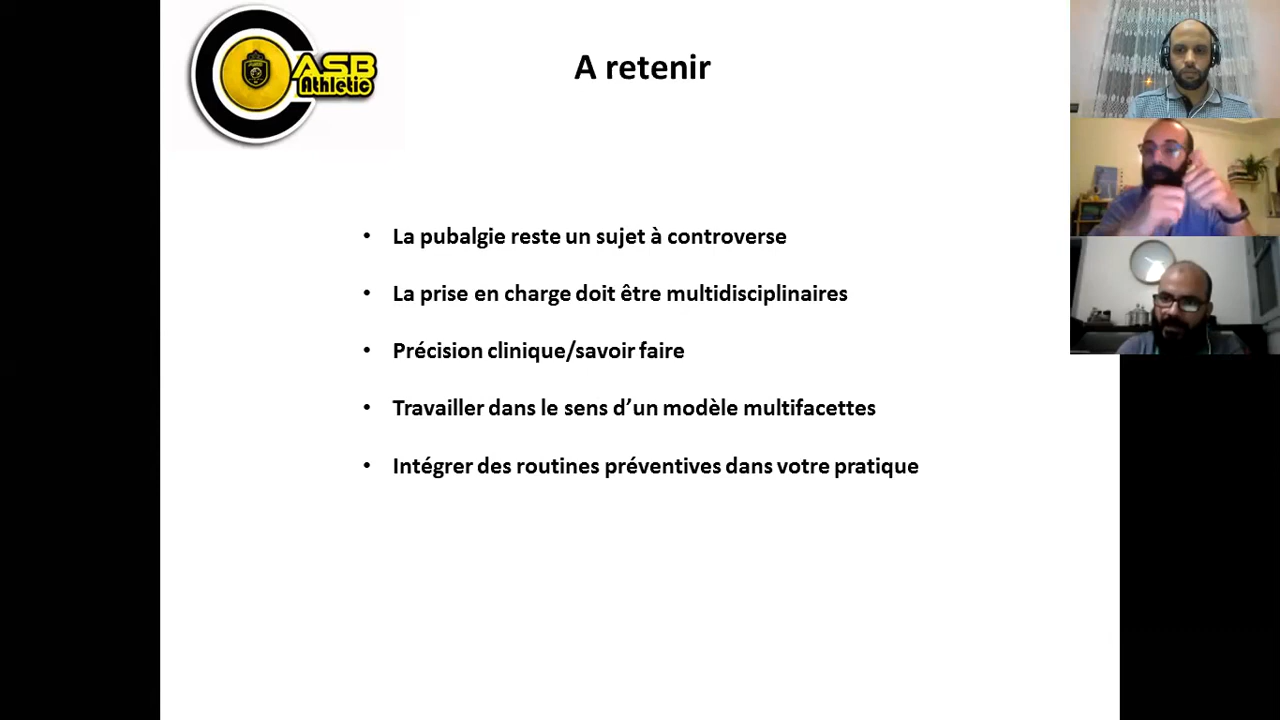 ASB
Athletic
A retenir
• La pubalgie reste un sujet à controverse
• La prise en charge doit être multidisciplinaires
• Précision clinique/savoir faire
• Travailler dans le sens d’un modèle multifacettes
• Intégrer des routines préventives dans votre pratique